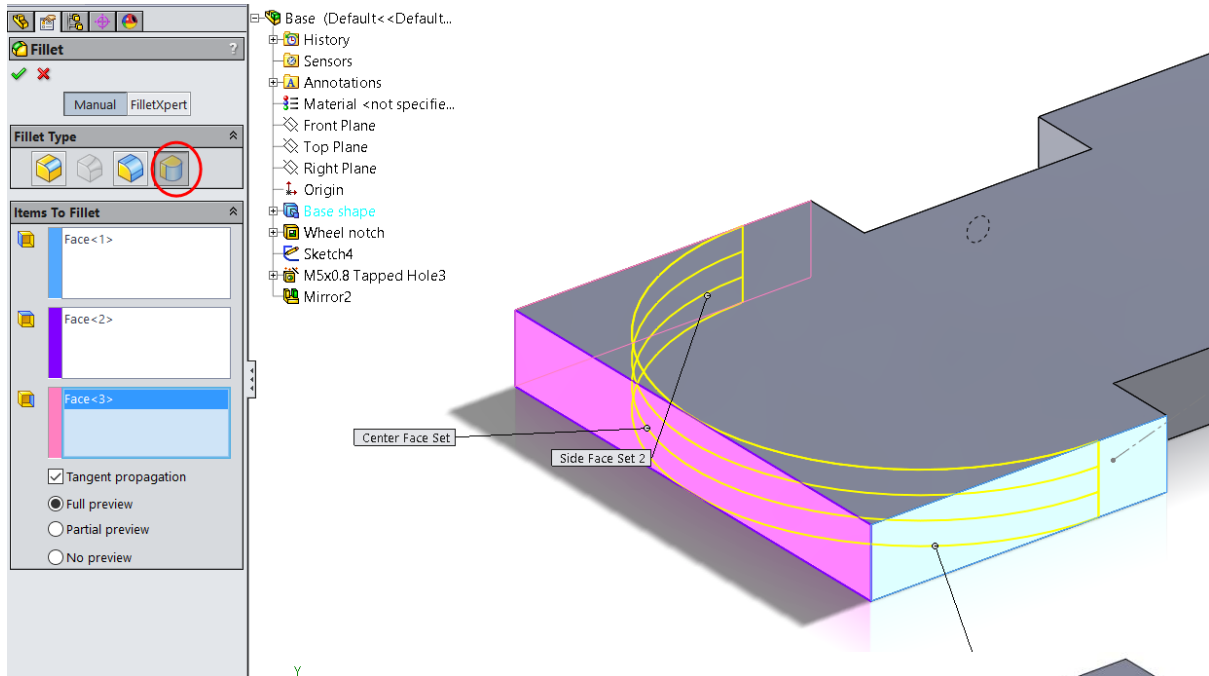 Fillet ?
Manual FilletXpert
Fillet Type
Items To Fillet
Face<1>
Face<2>
Face<3>
Tangent propagation
Full preview
Partial preview
No preview
Base (Default<<Default...
History
Sensors
A Annotations
Material <not specifie...
Front Plane
Top Plane
Right Plane
Origin
Base shape
Wheel notch
Sketch4
M5x0.8 Tapped Hole3
Mirror2
Center Face Set
Side Face Set 2
Y